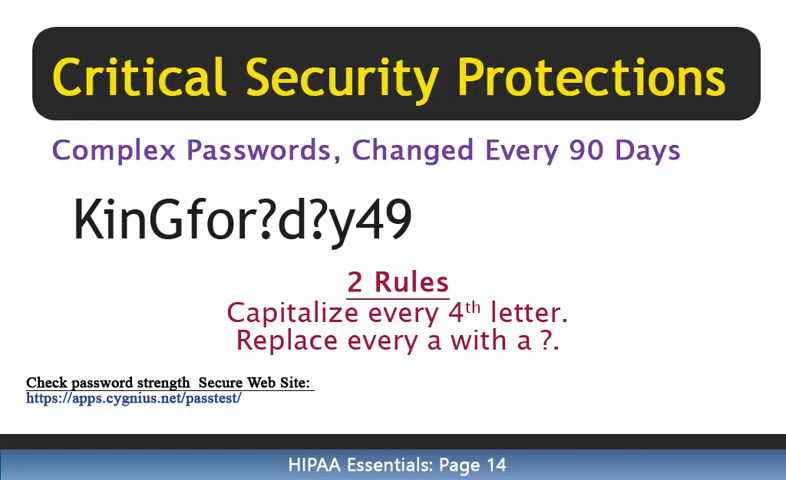 Critical Security Protections
Complex Passwords, Changed Every 90 Days
KinGfor?d?y49
2 Rules
Capitalize every 4th letter.
Replace every a with a ?.
Check password strength  Secure Web Site:
https://apps.cygnius.net/passtest/
HIPAA Essentials: Page 14